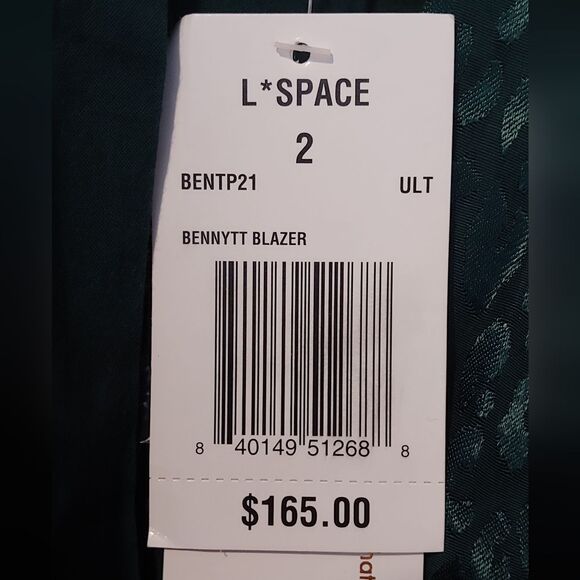 L*SPACE
2
BENTP21 ULT
BENNYTT BLAZER
8 40149 51268 8
$165.00